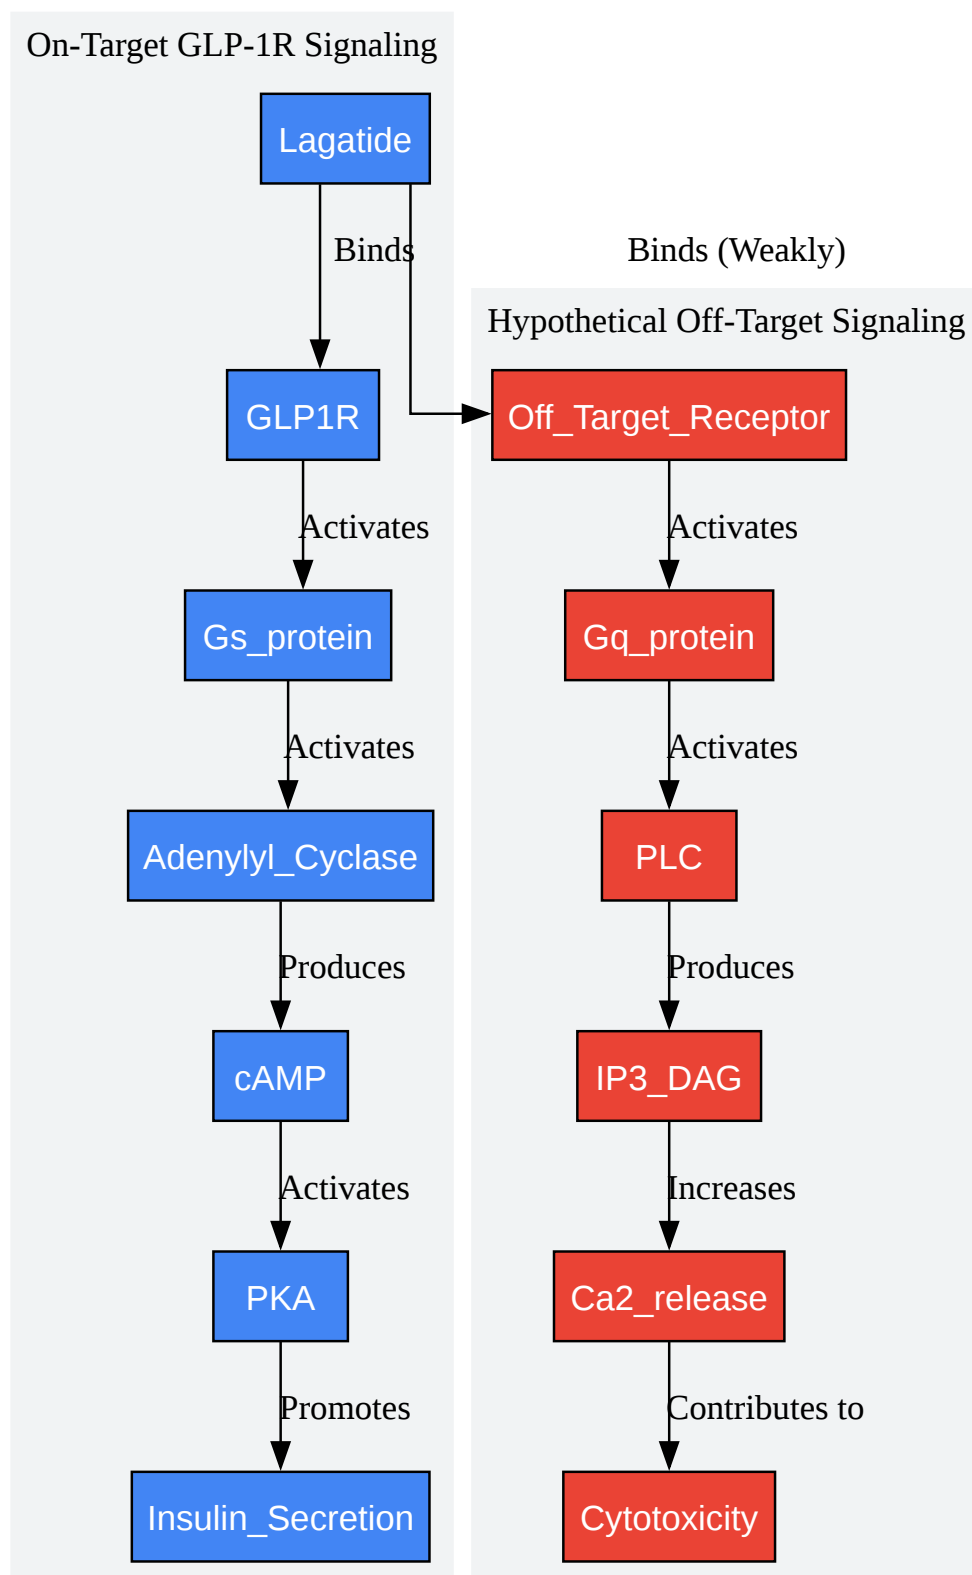 On-Target GLP-1R Signaling
Lagatide
Binds
GLP1R
Activates
Gs_protein
Activates
Adenylyl_Cyclase
Produces
cAMP
Activates
PKA
Promotes
Insulin_Secretion
Binds (Weakly)
Hypothetical Off-Target Signaling
Off_Target_Receptor
Activates
Gq_protein
Activates
PLC
Produces
IP3_DAG
Increases
Ca2_release
Contributes to
Cytotoxicity